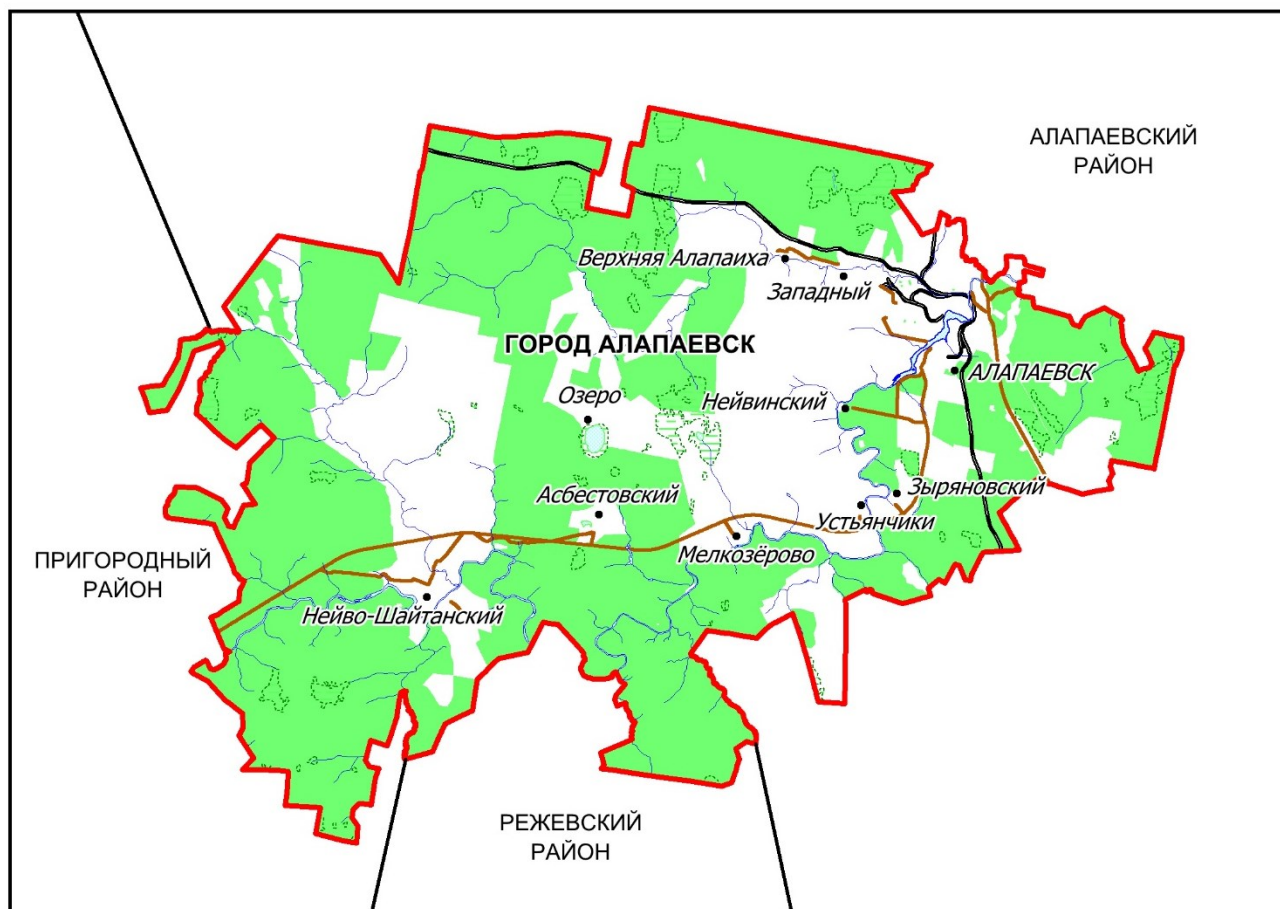 АЛАПАЕВСКИЙ
РАЙОН
Верхняя Алапаиха
Западный
ГОРОД АЛАПАЕВСК
АЛАПАЕВСК
Озеро
Нейвинский
Асбестовский
Зыряновский
Устьянчики
Мелкозёрово
ПРИГОРОДНЫЙ
РАЙОН
Нейво-Шайтанский
РЕЖЕВСКИЙ
РАЙОН